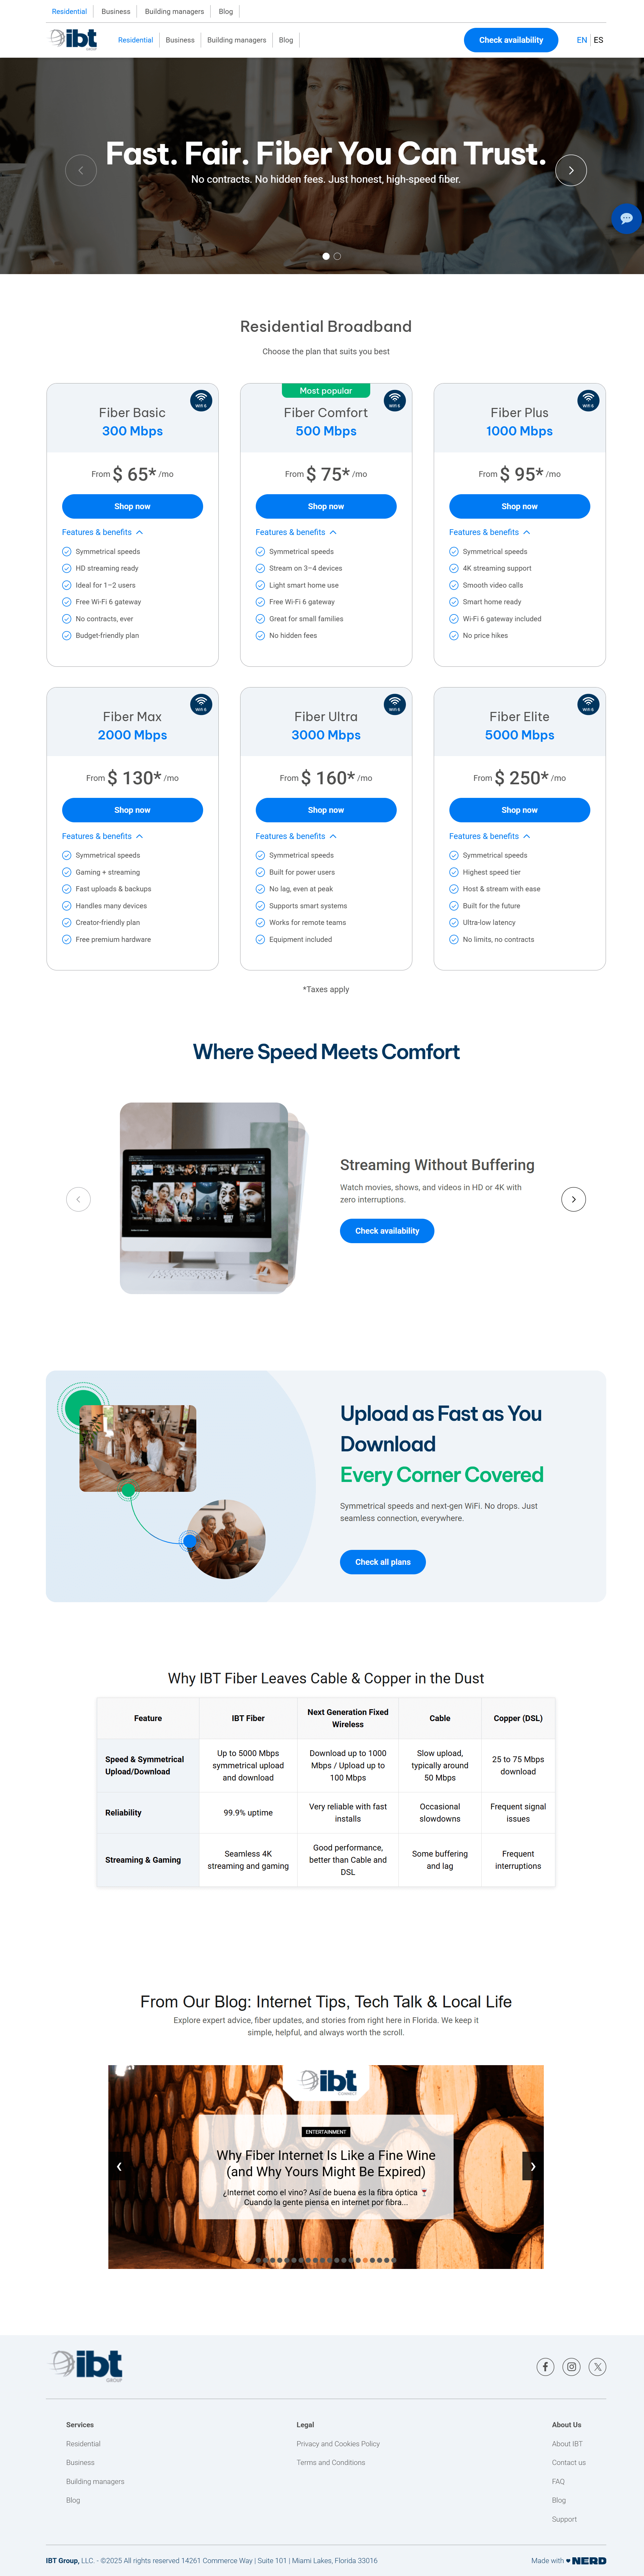 Residential Business Building managers Blog
ibt GROUP Residential Business Building managers Blog Check availability EN ES
Fast. Fair. Fiber You Can Trust.
No contracts. No hidden fees. Just honest, high-speed fiber.
Residential Broadband
Choose the plan that suits you best
Wifi 6
Fiber Basic
300 Mbps
From $ 65* /mo
Shop now
Features & benefits
Symmetrical speeds
HD streaming ready
Ideal for 1–2 users
Free Wi-Fi 6 gateway
No contracts, ever
Budget-friendly plan
Most popular
Wifi 6
Fiber Comfort
500 Mbps
From $ 75* /mo
Shop now
Features & benefits
Symmetrical speeds
Stream on 3–4 devices
Light smart home use
Free Wi-Fi 6 gateway
Great for small families
No hidden fees
Wifi 6
Fiber Plus
1000 Mbps
From $ 95* /mo
Shop now
Features & benefits
Symmetrical speeds
4K streaming support
Smooth video calls
Smart home ready
Wi-Fi 6 gateway included
No price hikes
Wifi 6
Fiber Max
2000 Mbps
From $ 130* /mo
Shop now
Features & benefits
Symmetrical speeds
Gaming + streaming
Fast uploads & backups
Handles many devices
Creator-friendly plan
Free premium hardware
Wifi 6
Fiber Ultra
3000 Mbps
From $ 160* /mo
Shop now
Features & benefits
Symmetrical speeds
Built for power users
No lag, even at peak
Supports smart systems
Works for remote teams
Equipment included
Wifi 6
Fiber Elite
5000 Mbps
From $ 250* /mo
Shop now
Features & benefits
Symmetrical speeds
Highest speed tier
Host & stream with ease
Built for the future
Ultra-low latency
No limits, no contracts
*Taxes apply
Where Speed Meets Comfort
Streaming Without Buffering
Watch movies, shows, and videos in HD or 4K with
zero interruptions.
Check availability
Upload as Fast as You
Download
Every Corner Covered
Symmetrical speeds and next-gen WiFi. No drops. Just
seamless connection, everywhere.
Check all plans
Why IBT Fiber Leaves Cable & Copper in the Dust
Feature
IBT Fiber
Next Generation Fixed
Wireless
Cable
Copper (DSL)
Speed & Symmetrical
Upload/Download
Up to 5000 Mbps
symmetrical upload
and download
Download up to 1000
Mbps / Upload up to
100 Mbps
Slow upload,
typically around
50 Mbps
25 to 75 Mbps
download
Reliability
99.9% uptime
Very reliable with fast
installs
Occasional
slowdowns
Frequent signal
issues
Streaming & Gaming
Seamless 4K
streaming and gaming
Good performance,
better than Cable and
DSL
Some buffering
and lag
Frequent
interruptions
From Our Blog: Internet Tips, Tech Talk & Local Life
Explore expert advice, fiber updates, and stories from right here in Florida. We keep it
simple, helpful, and always worth the scroll.
ibt
CONNECT
ENTERTAINMENT
Why Fiber Internet Is Like a Fine Wine
(and Why Yours Might Be Expired)
¿Internet como el vino? Así de buena es la fibra óptica 🍷
Cuando la gente piensa en internet por fibra...
ibt
GROUP
Services
Residential
Business
Building managers
Blog
Legal
Privacy and Cookies Policy
Terms and Conditions
About Us
About IBT
Contact us
FAQ
Blog
Support
IBT Group, LLC. - ©2025 All rights reserved 14261 Commerce Way | Suite 101 | Miami Lakes, Florida 33016
Made with ♥ NERD